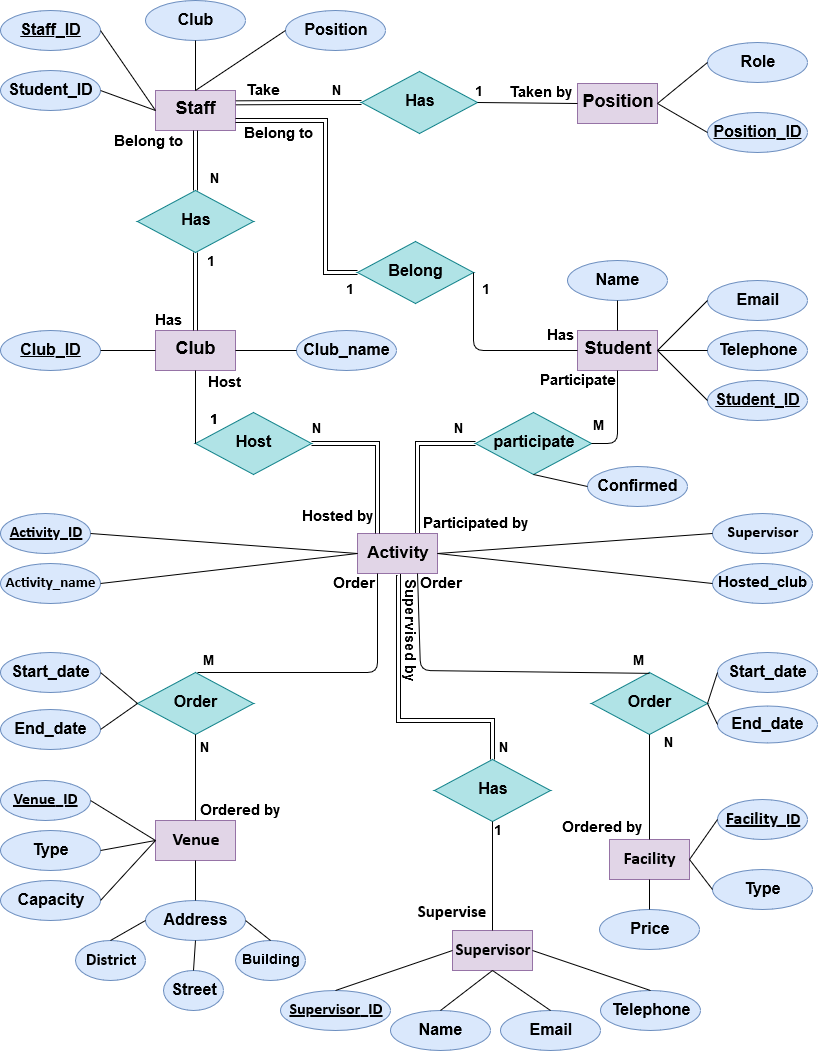 Club
Staff_ID
Position
Student_ID
Staff
Take
N
Has
1
Taken by
Position
Role
Position_ID
Belong to
Belong to
N
Has
1
Belong
1
1
Has
Club_ID
Club
Club_name
Host
Name
Email
Has
Student
Telephone
Participate
Student_ID
1
Host
N
N
participate
M
Confirmed
Hosted by
Participated by
Activity_ID
Activity
Supervisor
Activity_name
Hosted_club
Order
Supervised by
Order
M
Start_date
Order
End_date
N
M
Start_date
Order
End_date
N
N
Has
1
Venue_ID
Ordered by
Type
Venue
Capacity
Address
District
Street
Building
Ordered by
Facility_ID
Facility
Type
Price
Supervise
Supervisor
Supervisor_ID
Name
Email
Telephone